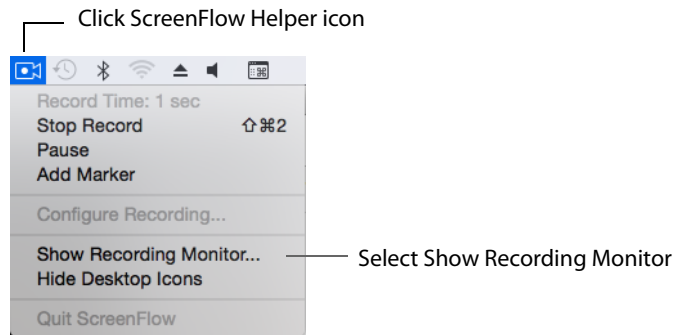 Click ScreenFlow Helper icon
Record Time: 1 sec
Stop Record ⇧⌘2
Pause
Add Marker
Configure Recording...
Show Recording Monitor...
Select Show Recording Monitor
Hide Desktop Icons
Quit ScreenFlow